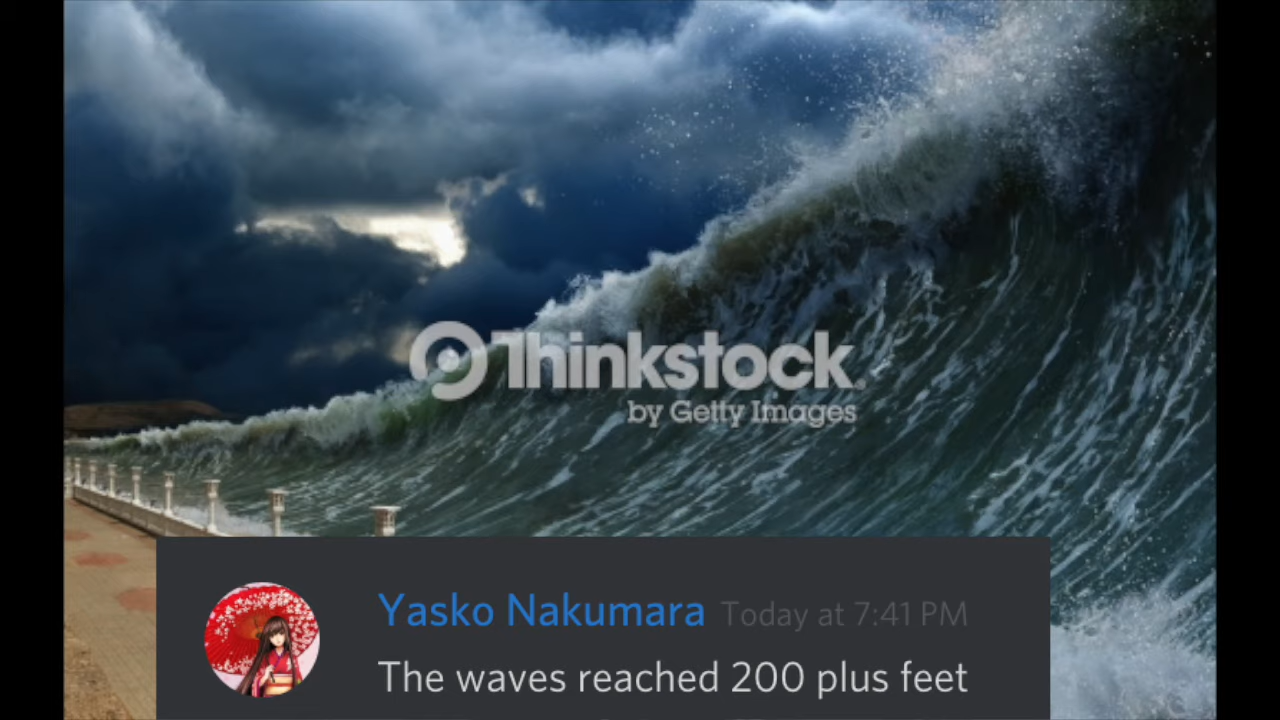 Thinkstock
by Getty Images
Yasko Nakumara Today at 7:41 PM
The waves reached 200 plus feet